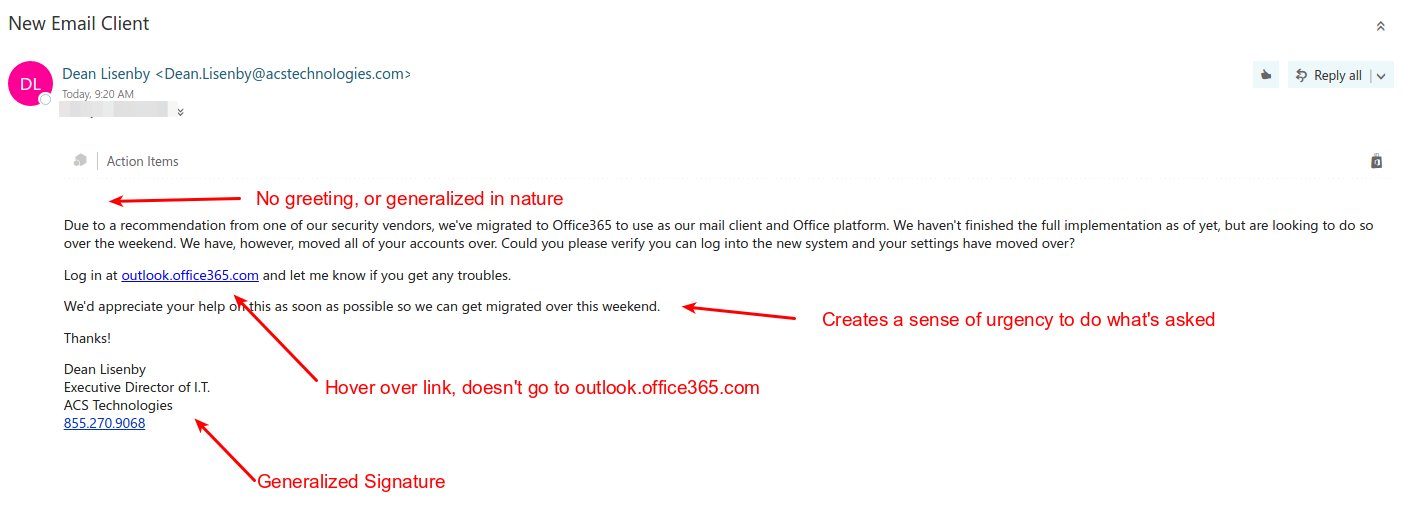 New Email Client
DL
Dean Lisenby <Dean.Lisenby@acstechnologies.com>
Today, 9:20 AM
Reply all
Action Items
No greeting, or generalized in nature
Due to a recommendation from one of our security vendors, we've migrated to Office365 to use as our mail client and Office platform. We haven't finished the full implementation as of yet, but are looking to do so
over the weekend. We have, however, moved all of your accounts over. Could you please verify you can log into the new system and your settings have moved over?
Log in at outlook.office365.com and let me know if you get any troubles.
We'd appreciate your help on this as soon as possible so we can get migrated over this weekend.
Creates a sense of urgency to do what's asked
Thanks!
Dean Lisenby
Executive Director of I.T.
Hover over link, doesn't go to outlook.office365.com
ACS Technologies
855.270.9068
Generalized Signature